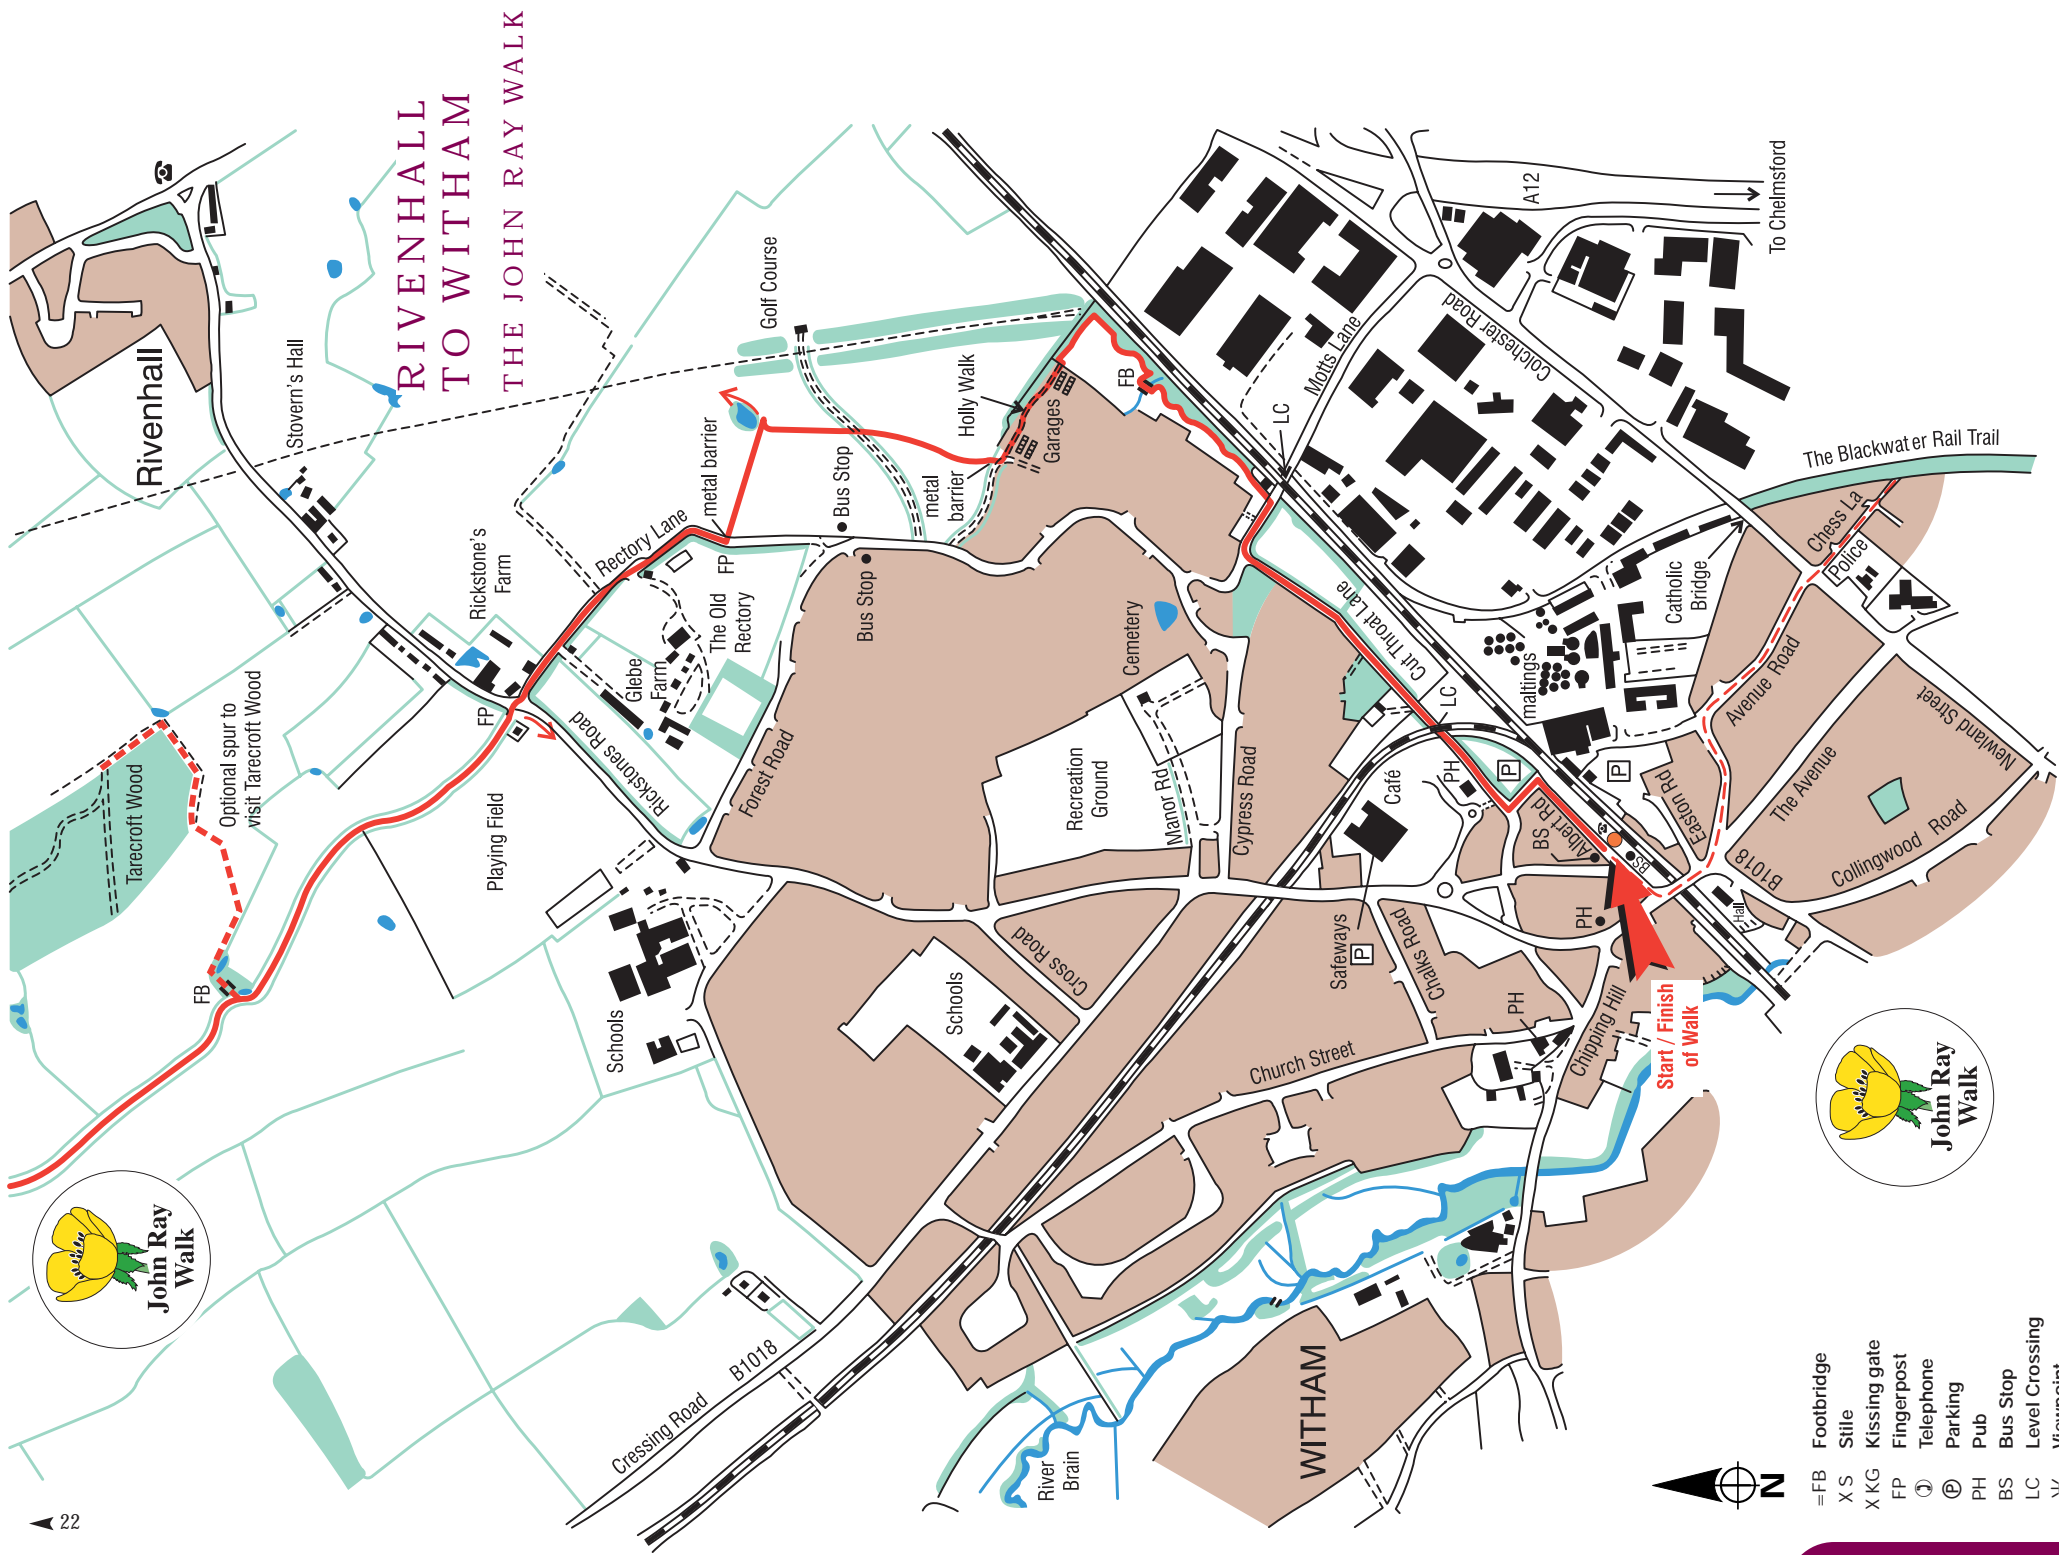 RIVENHALL
TO WITHAM
THE JOHN RAY WALK
22
Rivenhall
Stovern's Hall
Rickstone's
Farm
Rectory Lane
metal barrier
FP
Golf Course
Holly Walk
Garages
metal
barrier
Bus Stop
Bus Stop
FB
Motts Lane
LC
Colchester Road
A12
To Chelmsford
The Blackwater Rail Trail
Chess La
Police
Catholic
Bridge
Avenue Road
Newland Street
The Avenue
Collingwood Road
B1018
Easton Rd
maltings
Cut Throat Lane
LC
Cemetery
The Old
Rectory
Glebe
Farm
FP
Rickstones Road
Forest Road
Optional spur to
visit Tarecroft Wood
Tarecroft Wood
Playing Field
FB
Recreation
Ground
Manor Rd
Cypress Road
Café
PH
P
P
Albert Rd
BS
BS
Hall
PH
Safeways
P
Chalks Road
Cross Road
Schools
Schools
PH
Chipping Hill
Start / Finish
of Walk
Church Street
John Ray
Walk
John Ray
Walk
Cressing Road
B1018
River
Brain
WITHAM
N
=FB Footbridge
X S Stile
X KG Kissing gate
FP Fingerpost
Telephone
P Parking
PH Pub
BS Bus Stop
LC Level Crossing